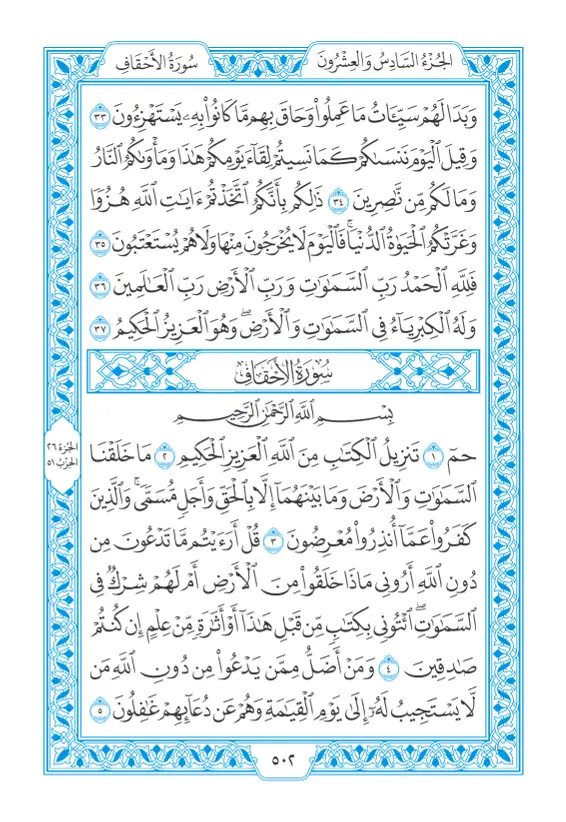 الجُزْءُ السَّادِسُ وَالْعِشْرُونَ
سُورَةُ الأَحْقَافِ
وَبَدَا لَهُمْ سَيِّـَٔاتُ مَا عَمِلُوا۟ وَحَاقَ بِهِم مَّا كَانُوا۟ بِهِۦ يَسْتَهْزِءُونَ ٣٣
وَقِيلَ ٱلْيَوْمَ نَنسَىٰكُمْ كَمَا نَسِيتُمْ لِقَآءَ يَوْمِكُمْ هَٰذَا وَمَأْوَىٰكُمُ ٱلنَّارُ
وَمَا لَكُم مِّن نَّٰصِرِينَ ٣٤ ذَٰلِكُم بِأَنَّكُمُ ٱتَّخَذْتُمْ ءَايَٰتِ ٱللَّهِ هُزُوًا
وَغَرَّتْكُمُ ٱلْحَيَوٰةُ ٱلدُّنْيَا ۚ فَٱلْيَوْمَ لَا يُخْرَجُونَ مِنْهَا وَلَا هُمْ يُسْتَعْتَبُونَ ٣٥
فَلِلَّهِ ٱلْحَمْدُ رَبِّ ٱلسَّمَٰوَٰتِ وَرَبِّ ٱلْأَرْضِ رَبِّ ٱلْعَٰلَمِينَ ٣٦
وَلَهُ ٱلْكِبْرِيَآءُ فِى ٱلسَّمَٰوَٰتِ وَٱلْأَرْضِ ۖ وَهُوَ ٱلْعَزِيزُ ٱلْحَكِيمُ ٣٧
سُورَةُ الأَحْقَافِ
بِسْمِ ٱللَّهِ ٱلرَّحْمَٰنِ ٱلرَّحِيمِ
حمٓ ١ تَنزِيلُ ٱلْكِتَٰبِ مِنَ ٱللَّهِ ٱلْعَزِيزِ ٱلْحَكِيمِ ٢ مَا خَلَقْنَا
ٱلسَّمَٰوَٰتِ وَٱلْأَرْضَ وَمَا بَيْنَهُمَآ إِلَّا بِٱلْحَقِّ وَأَجَلٍ مُّسَمًّى ۚ وَٱلَّذِينَ
كَفَرُوا۟ عَمَّآ أُنذِرُوا۟ مُعْرِضُونَ ٣ قُلْ أَرَءَيْتُم مَّا تَدْعُونَ مِن
دُونِ ٱللَّهِ أَرُونِى مَاذَا خَلَقُوا۟ مِنَ ٱلْأَرْضِ أَمْ لَهُمْ شِرْكٌ فِى
ٱلسَّمَٰوَٰتِ ۖ ٱئْتُونِى بِكِتَٰبٍ مِّن قَبْلِ هَٰذَآ أَوْ أَثَٰرَةٍ مِّنْ عِلْمٍ إِن كُنتُمْ
صَٰدِقِينَ ٤ وَمَنْ أَضَلُّ مِمَّن يَدْعُوا۟ مِن دُونِ ٱللَّهِ مَن
لَّا يَسْتَجِيبُ لَهُۥٓ إِلَىٰ يَوْمِ ٱلْقِيَٰمَةِ وَهُمْ عَن دُعَآئِهِمْ غَٰفِلُونَ ٥
الجُزْءُ ٢٦
الحِزْبُ ٥١
٥٠٢